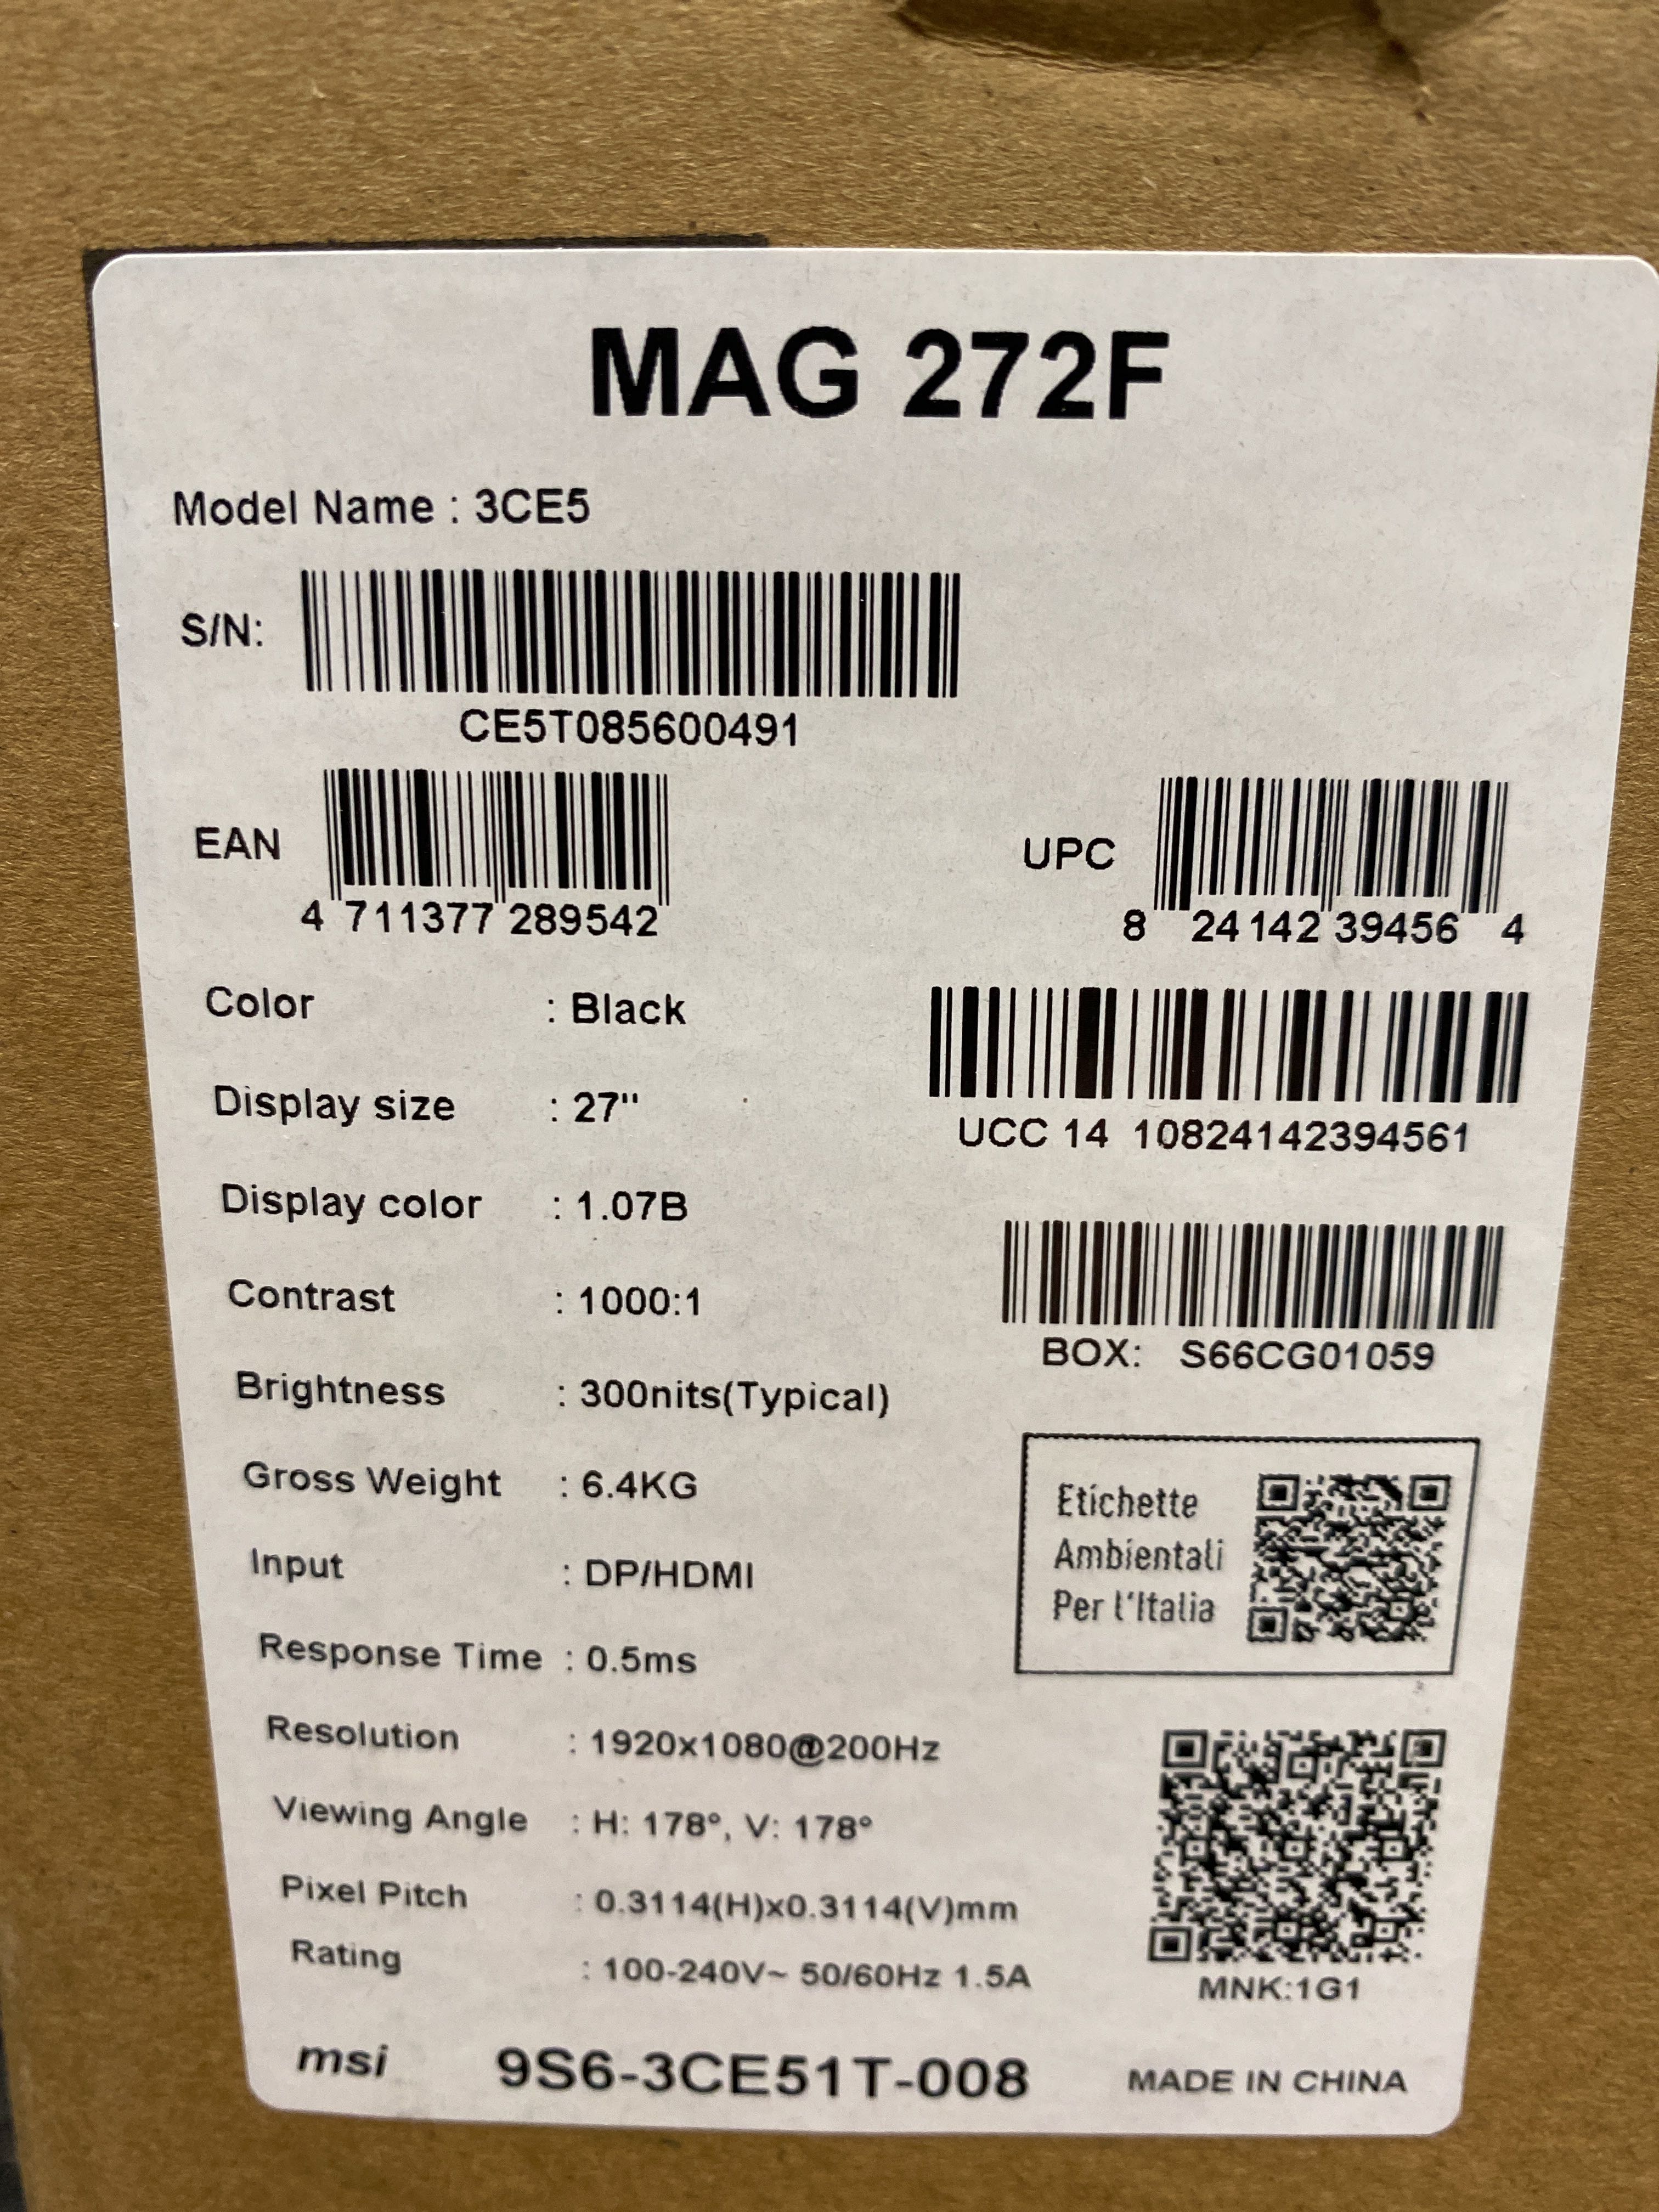 MAG 272F
Model Name : 3CE5
S/N:
CE5T085600491
EAN
4 711377 289542
UPC
8 24142 39456 4
Color : Black
UCC 14 10824142394561
Display size : 27"
Display color : 1.07B
Contrast : 1000:1
BOX: S66CG01059
Brightness : 300nits(Typical)
Gross Weight : 6.4KG
Input : DP/HDMI
Response Time : 0.5ms
Etichette
Ambientali
Per l'Italia
Resolution : 1920x1080@200Hz
Viewing Angle : H: 178°, V: 178°
Pixel Pitch : 0.3114(H)x0.3114(V)mm
Rating : 100-240V~ 50/60Hz 1.5A
MNK:1G1
msi 9S6-3CE51T-008 MADE IN CHINA